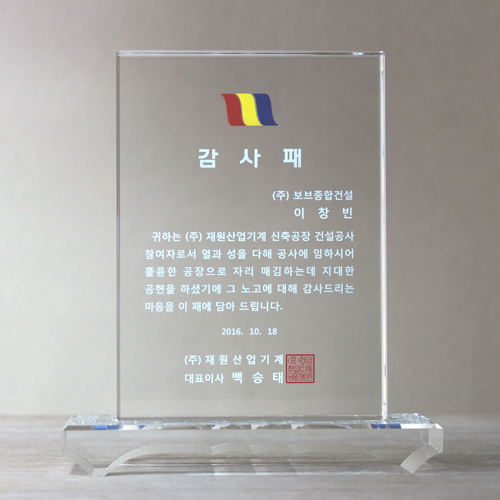 감 사 패
(주) 보브종합건설
이 창 빈
귀하는 (주) 재원산업기계 신축공장 건설공사
참여자로서 열과 성을 다해 공사에 임하시어
훌륭한 공장으로 자리 매김하는데 지대한
공헌을 하셨기에 그 노고에 대해 감사드리는
마음을 이 패에 담아 드립니다.
2016. 10. 18
(주) 재원산업기계
대표이사 백승태